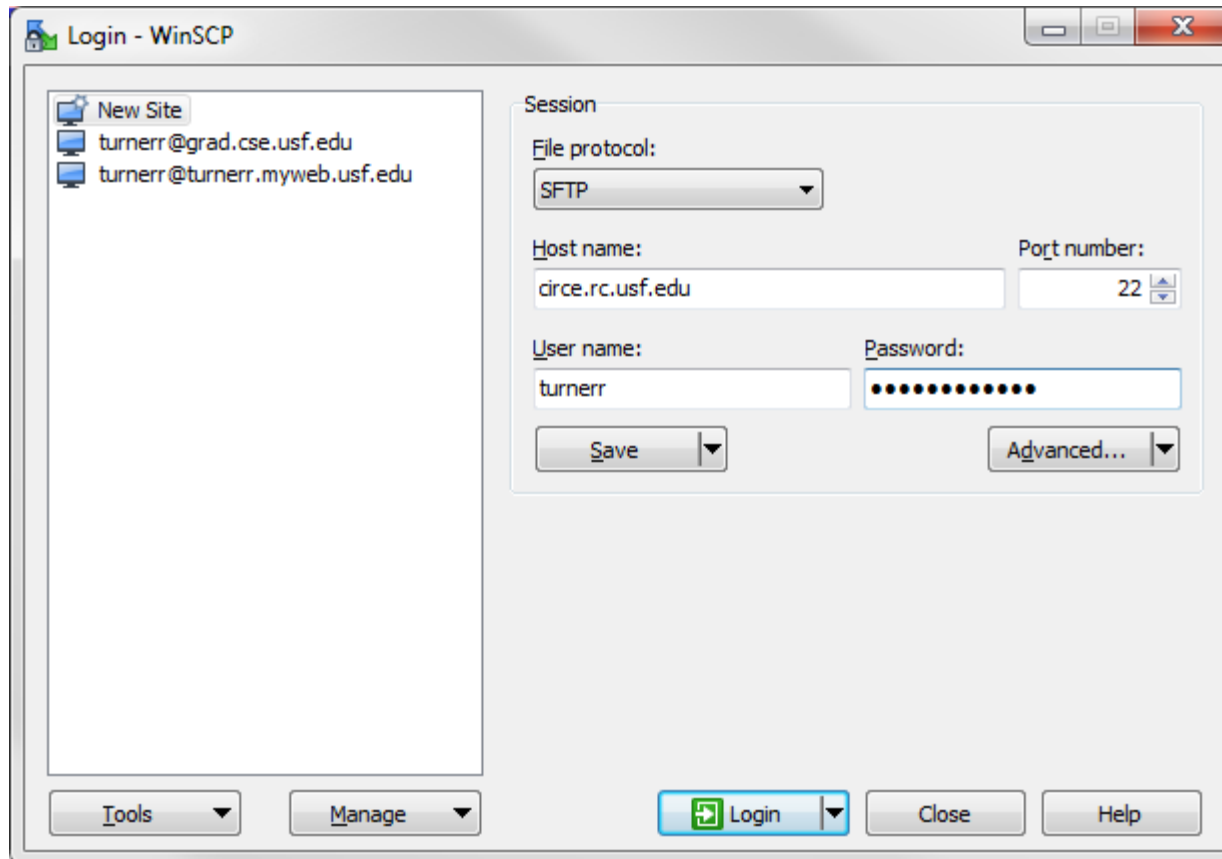 Login - WinSCP
New Site
turnerr@grad.cse.usf.edu
turnerr@turnerr.myweb.usf.edu
Session
File protocol:
SFTP
Host name:
Port number:
circe.rc.usf.edu
22
User name:
Password:
turnerr
••••••••••••
Save
Advanced...
Tools
Manage
Login
Close
Help